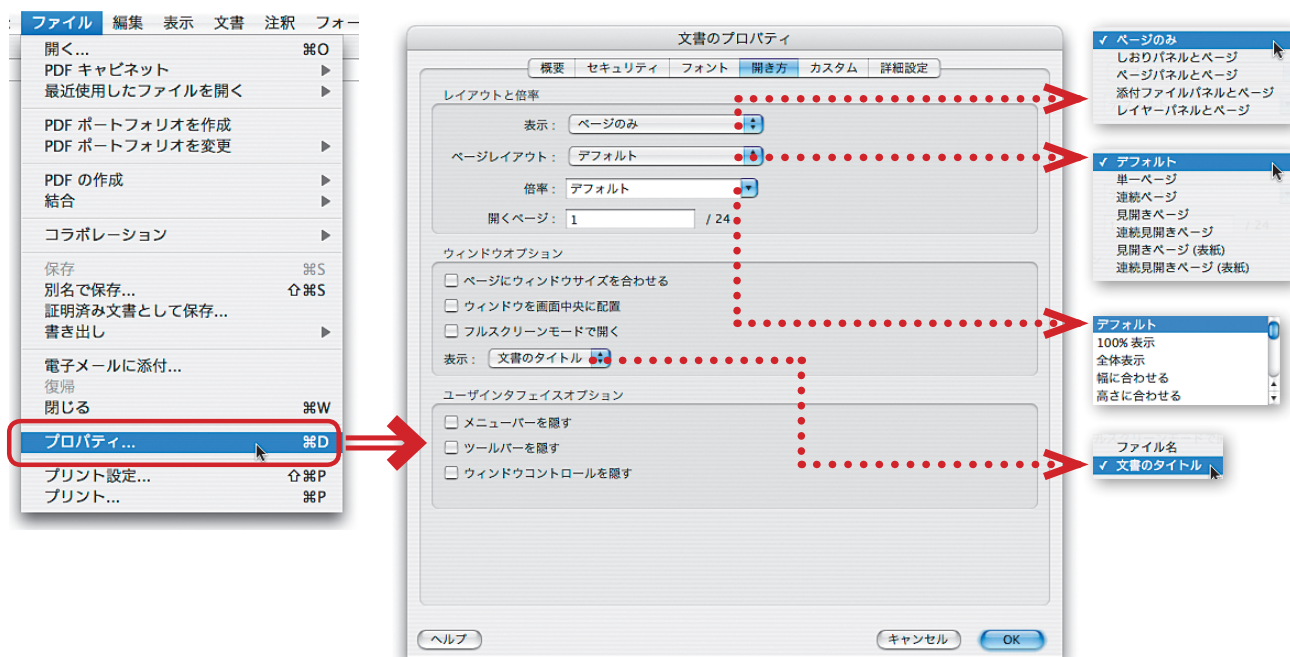 ファイル 編集 表示 文書 注釈 フォー
開く... ⌘O
PDF キャビネット ▶
最近使用したファイルを開く ▶
PDF ポートフォリオを作成
PDF ポートフォリオを変更 ▶
PDF の作成 ▶
結合 ▶
コラボレーション ▶
保存 ⌘S
別名で保存... ⇧⌘S
証明済み文書として保存...
書き出し ▶
電子メールに添付...
復帰
閉じる ⌘W
プロパティ... ⌘D
プリント設定... ⇧⌘P
プリント... ⌘P
文書のプロパティ
概要 セキュリティ フォント 開き方 カスタム 詳細設定
レイアウトと倍率
表示： ページのみ
ページレイアウト： デフォルト
倍率： デフォルト
開くページ： 1 / 24
ウィンドウオプション
ページにウィンドウサイズを合わせる
ウィンドウを画面中央に配置
フルスクリーンモードで開く
表示： 文書のタイトル
ユーザインタフェイスオプション
メニューバーを隠す
ツールバーを隠す
ウィンドウコントロールを隠す
ヘルプ キャンセル OK
✓ ページのみ
しおりパネルとページ
ページパネルとページ
添付ファイルパネルとページ
レイヤーパネルとページ
✓ デフォルト
単一ページ
連続ページ
見開きページ
連続見開きページ
見開きページ (表紙)
連続見開きページ (表紙)
/ 24
デフォルト
100% 表示
全体表示
幅に合わせる
高さに合わせる
ファイル名
✓ 文書のタイトル